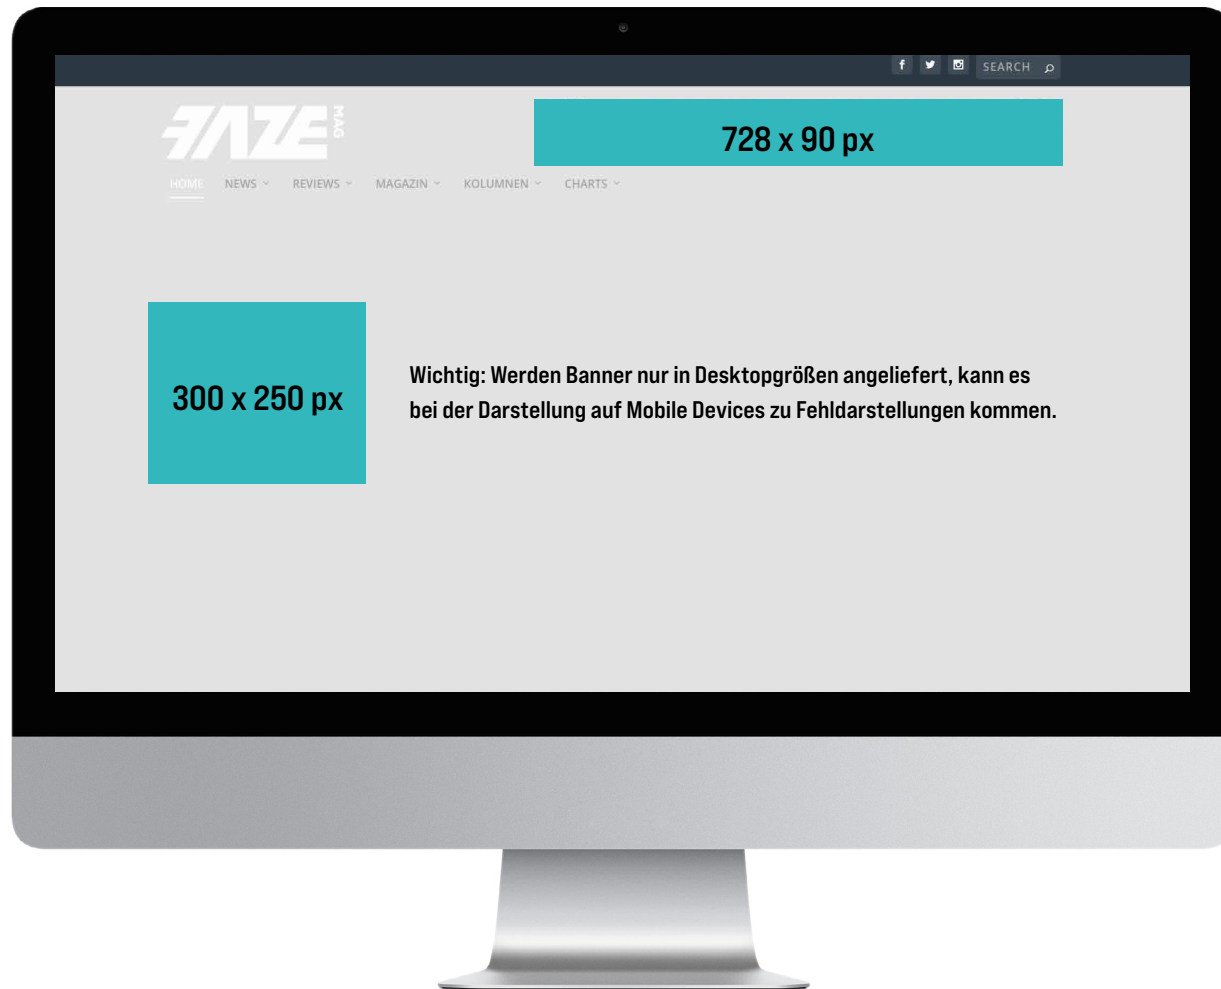 SEARCH
FAZE MAG
728 x 90 px
HOME NEWS REVIEWS MAGAZIN KOLUMNEN CHARTS
300 x 250 px
Wichtig: Werden Banner nur in Desktopgrößen angeliefert, kann es
bei der Darstellung auf Mobile Devices zu Fehldarstellungen kommen.